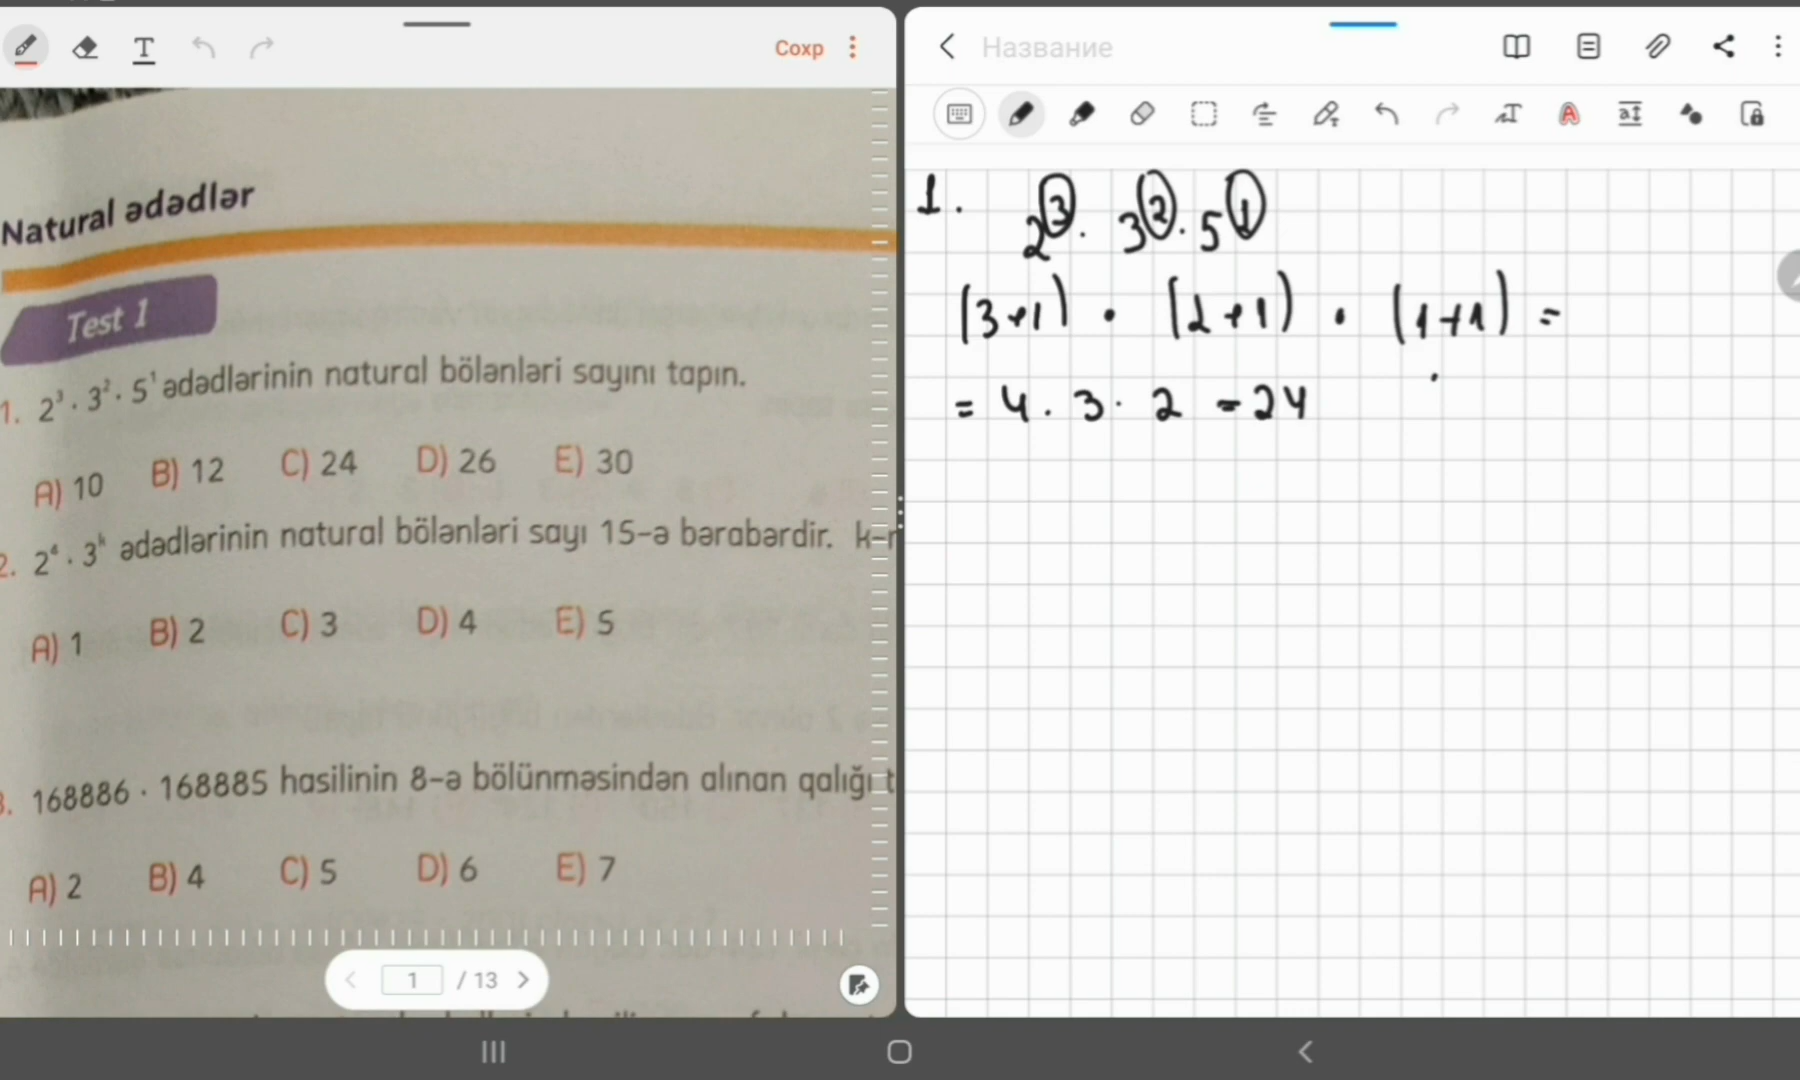 Сохр
Natural ədədlər
Test 1
1. 2³ · 3² · 5¹ ədədlərinin natural bölənləri sayını tapın.
A) 10 B) 12 C) 24 D) 26 E) 30
2. 2⁴ · 3ᵏ ədədlərinin natural bölənləri sayı 15-ə bərabərdir. k-n
A) 1 B) 2 C) 3 D) 4 E) 5
3. 168886 · 168885 hasilinin 8-ə bölünməsindən alınan qalığı t
A) 2 B) 4 C) 5 D) 6 E) 7
1 / 13
Название
1. 2³ · 3² · 5¹
(3+1) · (2+1) · (1+1) =
= 4 · 3 · 2 = 24